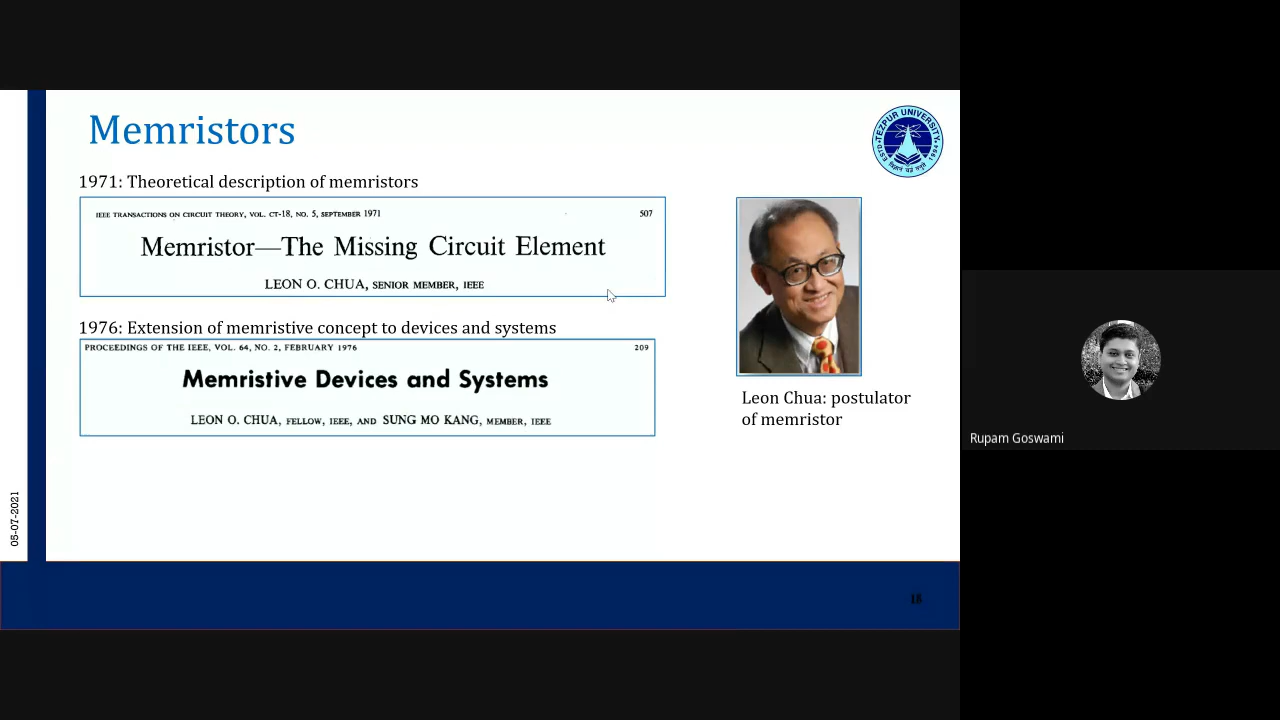 Memristors
TEZPUR UNIVERSITY
1971: Theoretical description of memristors
IEEE TRANSACTIONS ON CIRCUIT THEORY, VOL. CT-18, NO. 5, SEPTEMBER 1971 507
Memristor—The Missing Circuit Element
LEON O. CHUA, SENIOR MEMBER, IEEE
1976: Extension of memristive concept to devices and systems
PROCEEDINGS OF THE IEEE, VOL. 64, NO. 2, FEBRUARY 1976 209
Memristive Devices and Systems
LEON O. CHUA, FELLOW, IEEE, AND SUNG MO KANG, MEMBER, IEEE
Leon Chua: postulator
of memristor
05-07-2021
18
Rupam Goswami